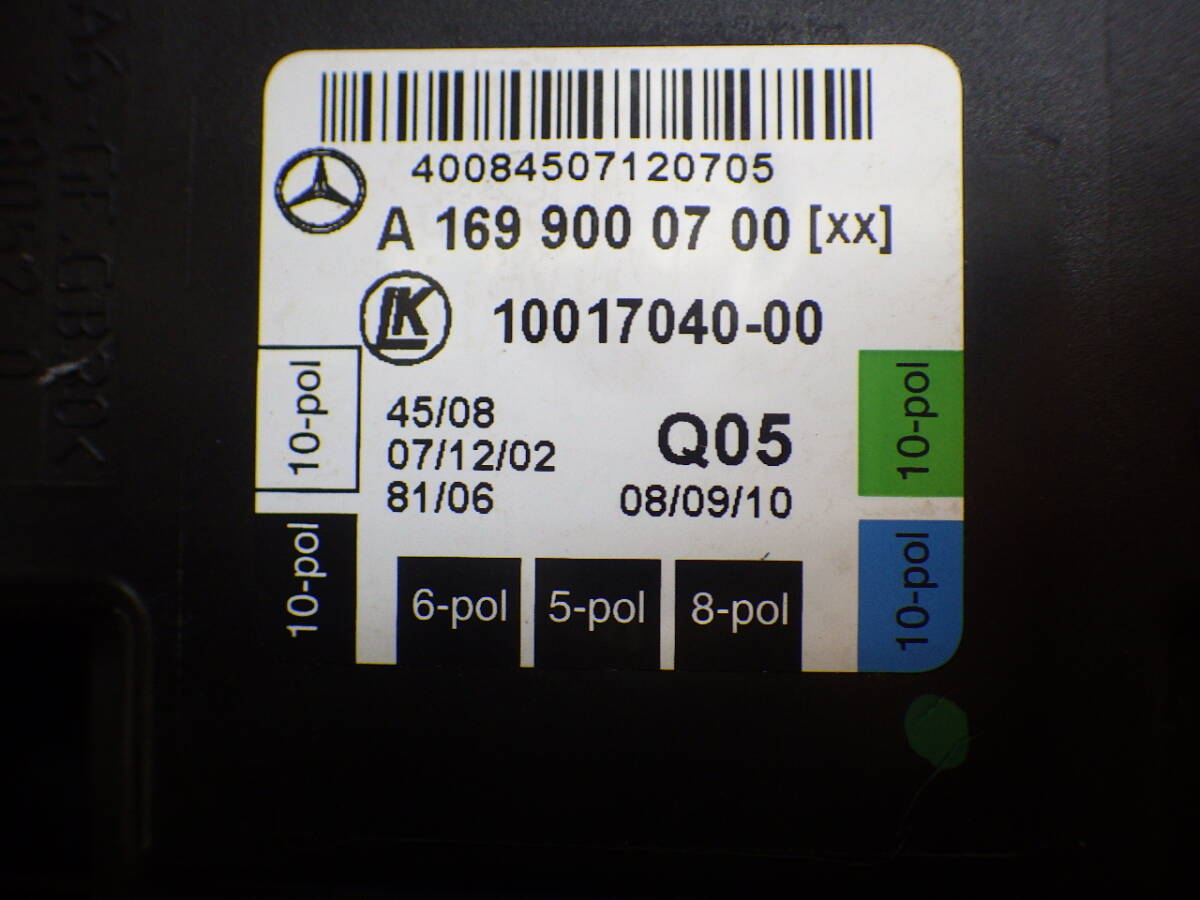 40084507120705
A 169 900 07 00 [xx]
LK 10017040-00
45/08
07/12/02
81/06
Q05
08/09/10
10-pol
10-pol
10-pol
10-pol
6-pol 5-pol 8-pol